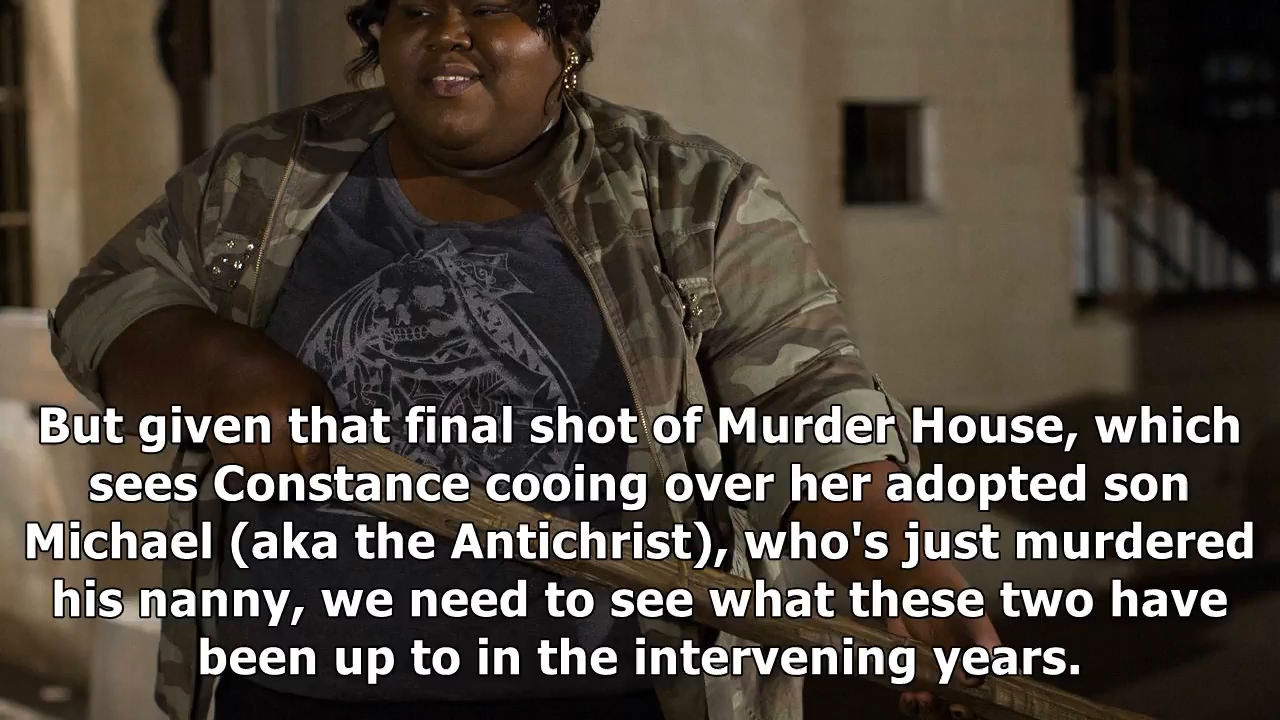 But given that final shot of Murder House, which
sees Constance cooing over her adopted son
Michael (aka the Antichrist), who's just murdered
his nanny, we need to see what these two have
been up to in the intervening years.